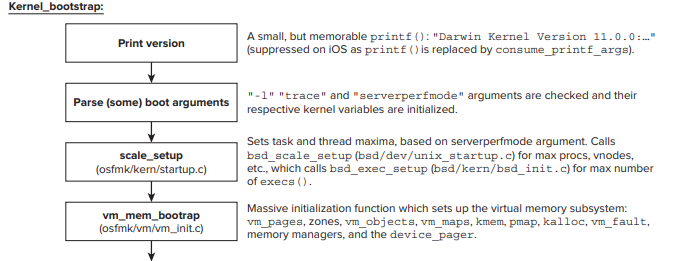 Kernel_bootstrap:
Print version
A small, but memorable printf(): "Darwin Kernel Version 11.0.0:…"
(suppressed on iOS as printf() is replaced by consume_printf_args).
Parse (some) boot arguments
"-l" "trace" and "serverperfmode" arguments are checked and their
respective kernel variables are initialized.
scale_setup
(osfmk/kern/startup.c)
Sets task and thread maxima, based on serverperfmode argument. Calls
bsd_scale_setup (bsd/dev/unix_startup.c) for max procs, vnodes,
etc., which calls bsd_exec_setup (bsd/kern/bsd_init.c) for max number
of execs().
vm_mem_bootrap
(osfmk/vm/vm_init.c)
Massive initialization function which sets up the virtual memory subsystem:
vm_pages, zones, vm_objects, vm_maps, kmem, pmap, kalloc, vm_fault,
memory managers, and the device_pager.